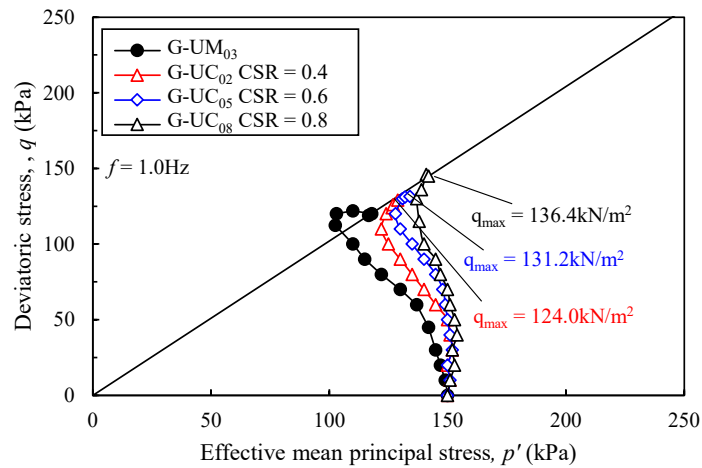 250
200
150
100
50
0
Deviatoric stress, , q (kPa)
G-UM03
G-UC02 CSR = 0.4
G-UC05 CSR = 0.6
G-UC08 CSR = 0.8
f = 1.0Hz
qmax = 136.4kN/m²
qmax = 131.2kN/m²
qmax = 124.0kN/m²
0 50 100 150 200 250
Effective mean principal stress, p' (kPa)